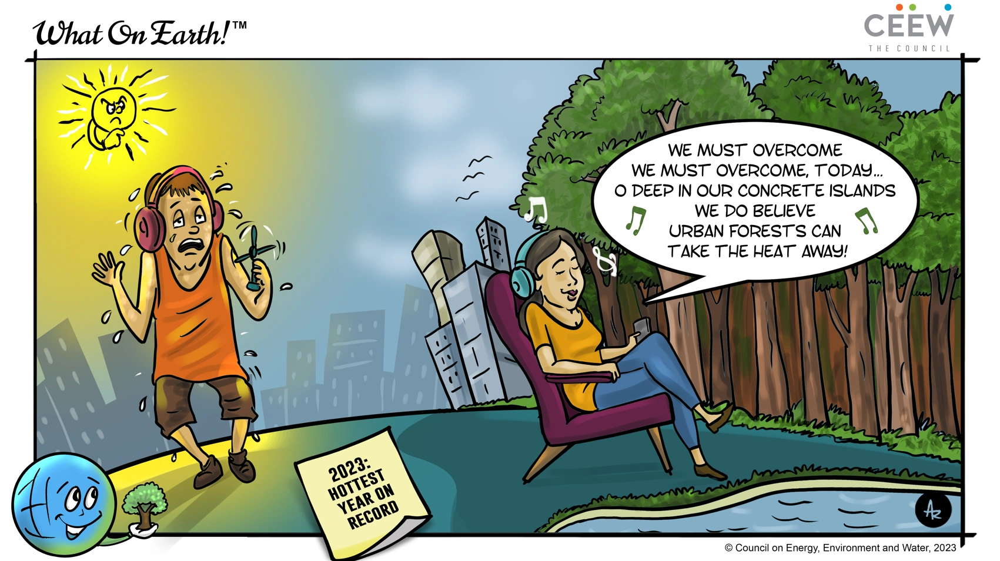 What On Earth!™
CEEW
THE COUNCIL
WE MUST OVERCOME
WE MUST OVERCOME, TODAY...
O DEEP IN OUR CONCRETE ISLANDS
WE DO BELIEVE
URBAN FORESTS CAN
TAKE THE HEAT AWAY!
2023:
HOTTEST
YEAR ON
RECORD
AR
© Council on Energy, Environment and Water, 2023